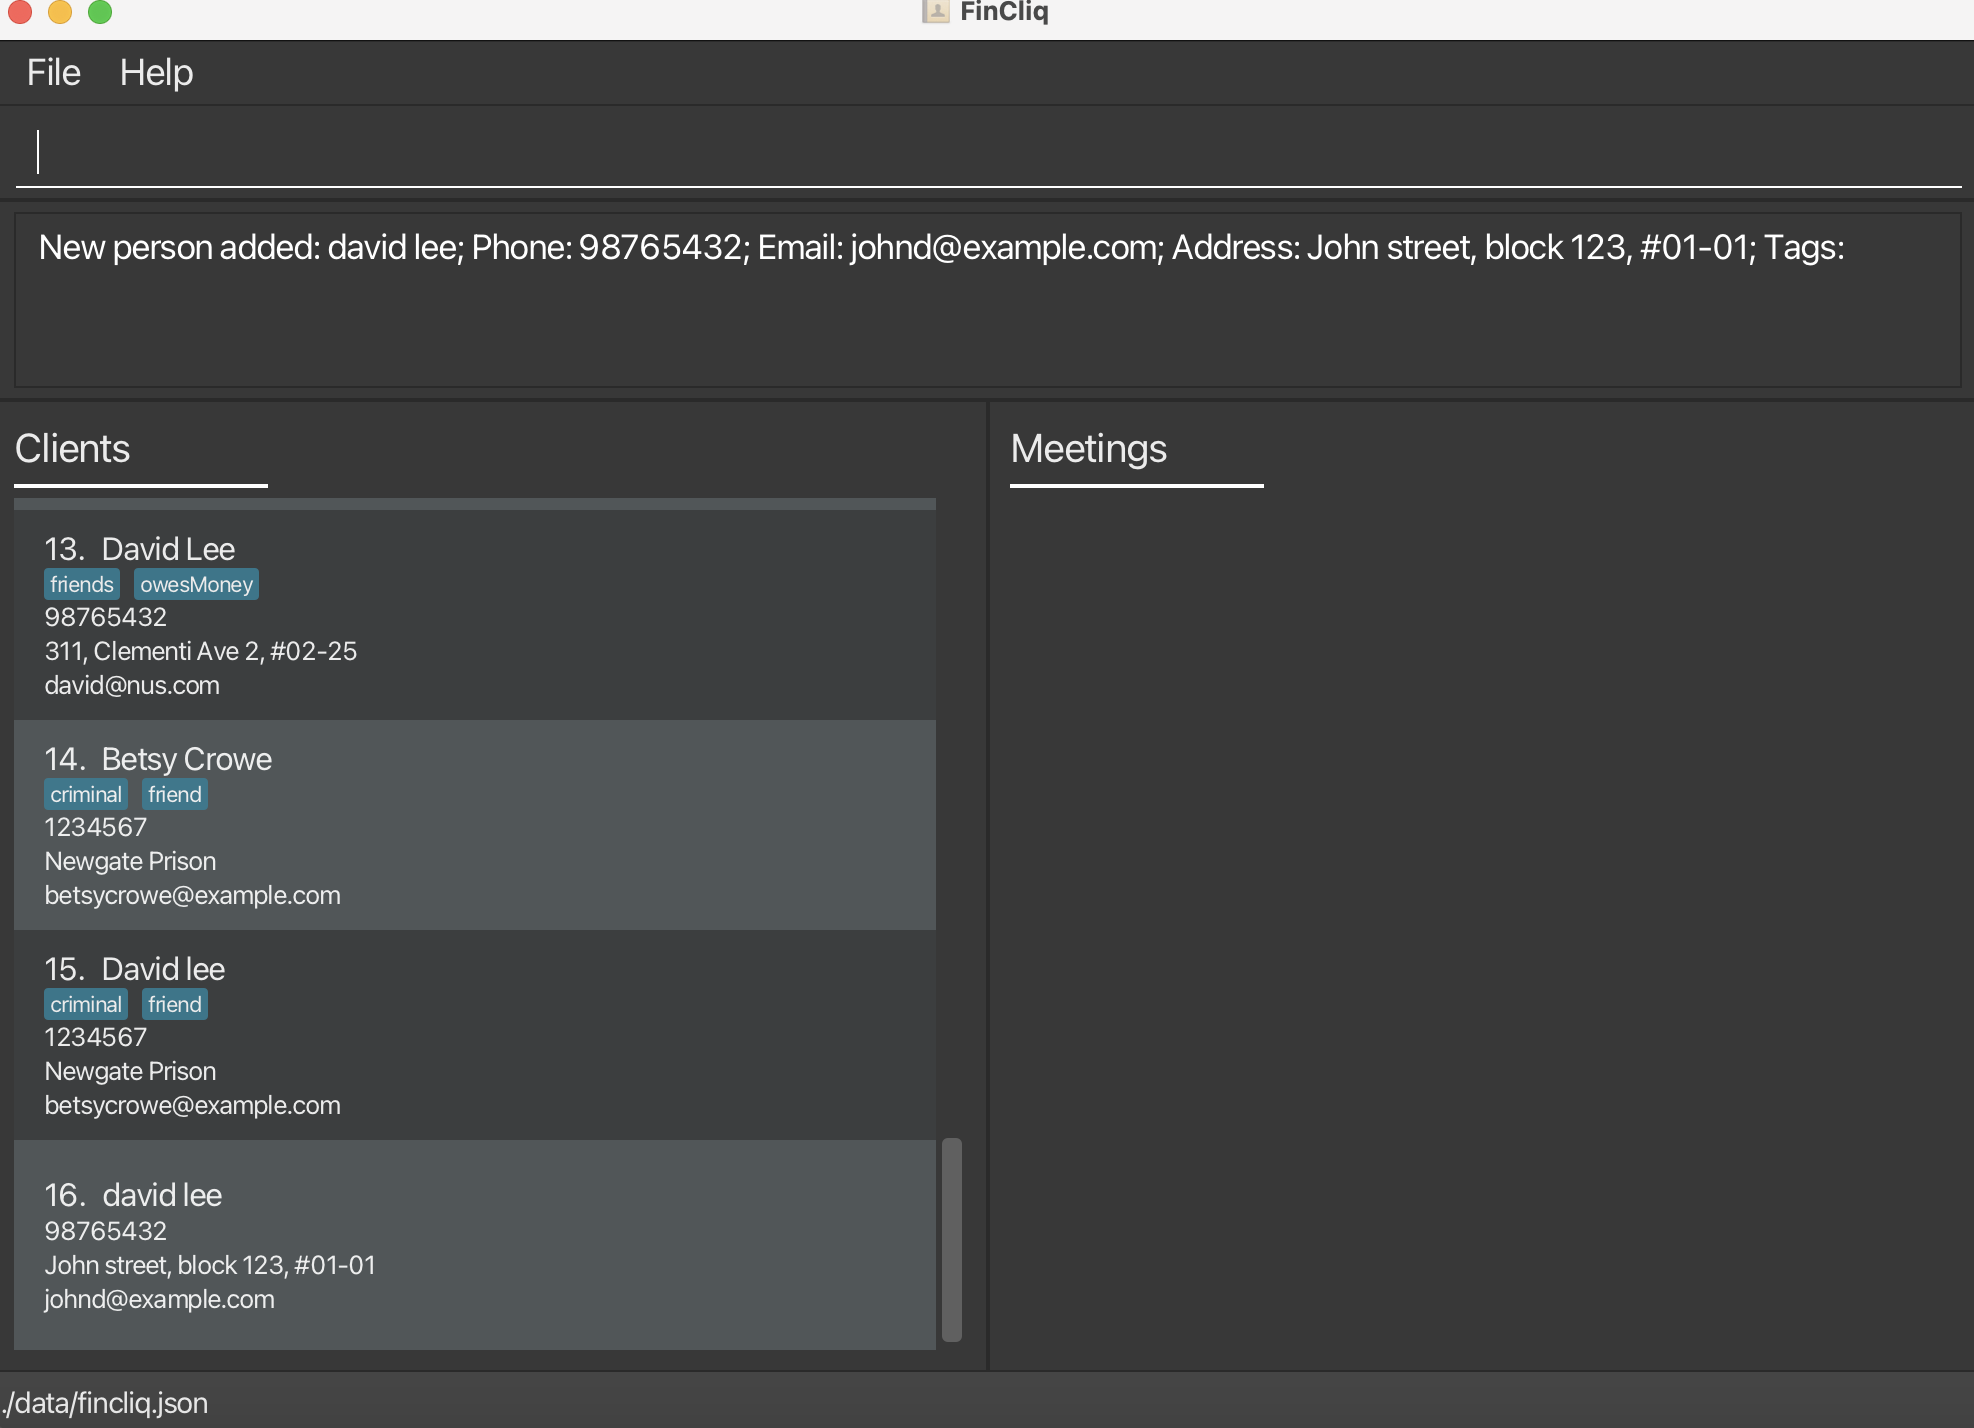 FinCliq
File Help
New person added: david lee; Phone: 98765432; Email: johnd@example.com; Address: John street, block 123, #01-01; Tags:
Clients
13. David Lee
friends owesMoney
98765432
311, Clementi Ave 2, #02-25
david@nus.com
14. Betsy Crowe
criminal friend
1234567
Newgate Prison
betsycrowe@example.com
15. David lee
criminal friend
1234567
Newgate Prison
betsycrowe@example.com
16. david lee
98765432
John street, block 123, #01-01
johnd@example.com
Meetings
./data/fincliq.json